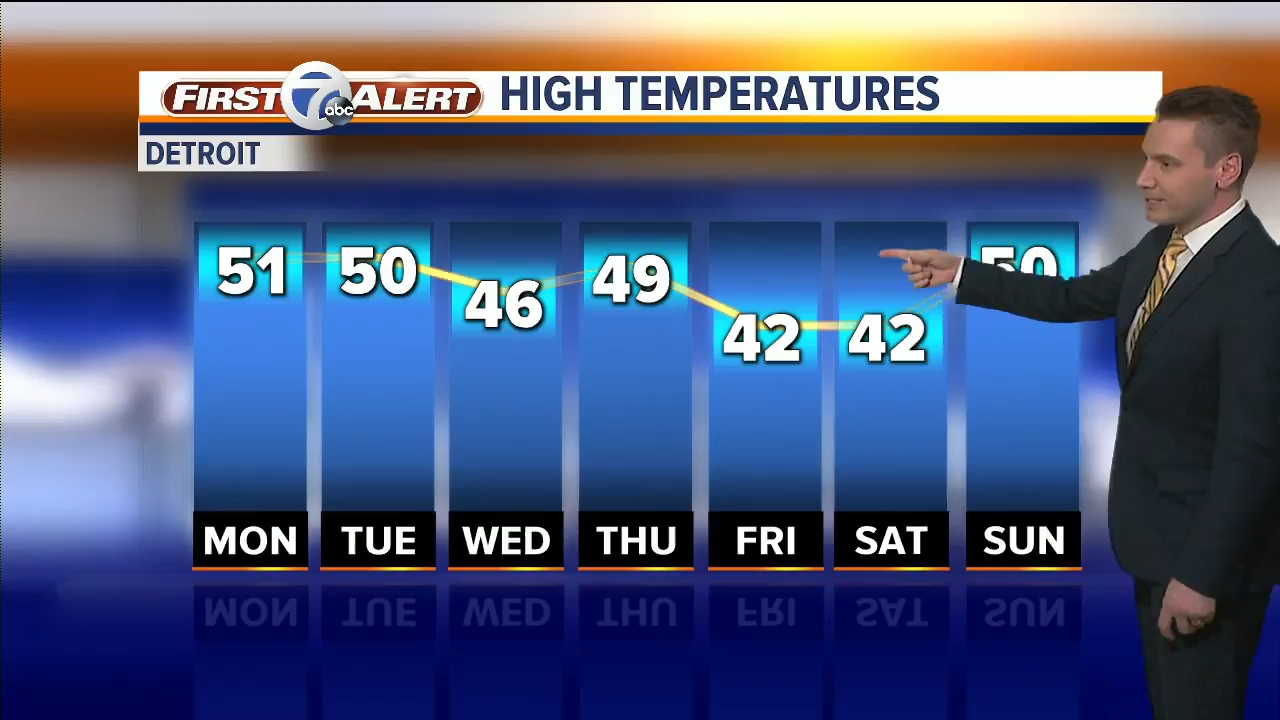 FIRST 7 abc ALERT HIGH TEMPERATURES
DETROIT
51 50 46 49 42 42 50
MON TUE WED THU FRI SAT SUN